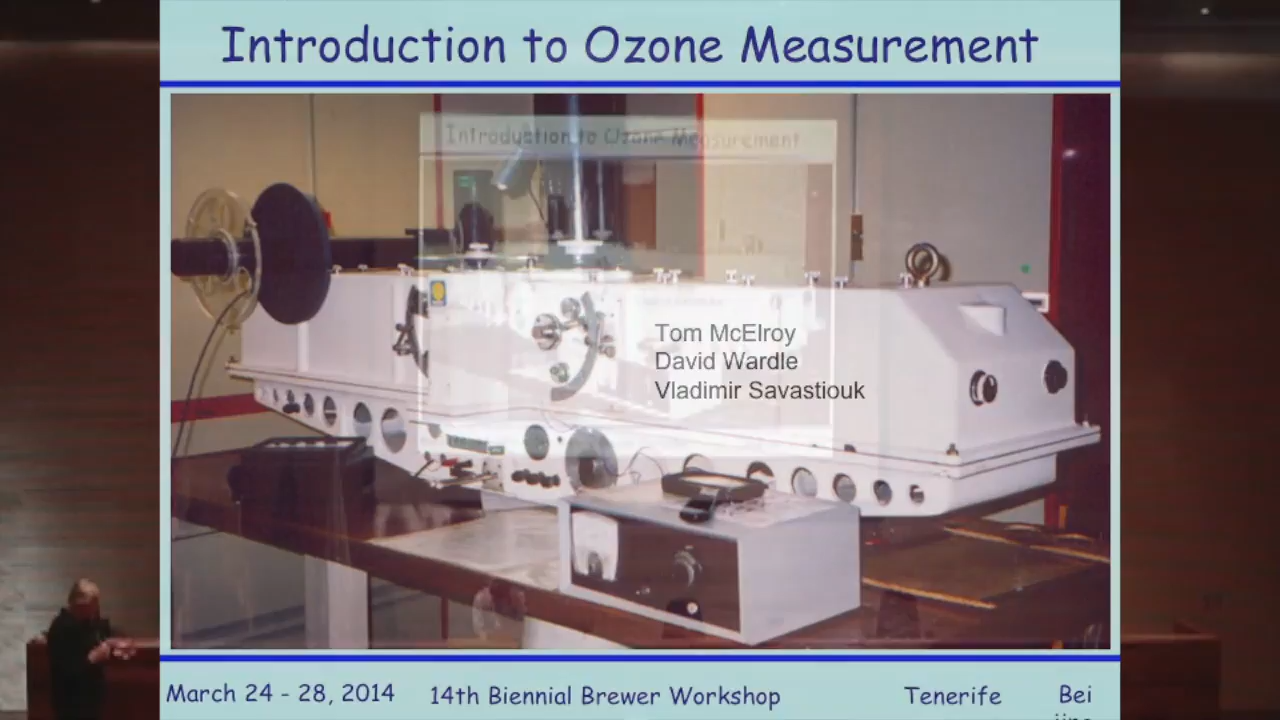 Introduction to Ozone Measurement
Introduction to Ozone Measurement
Tom McElroy
David Wardle
Vladimir Savastiouk
March 24 - 28, 2014
14th Biennial Brewer Workshop
Tenerife
Bei